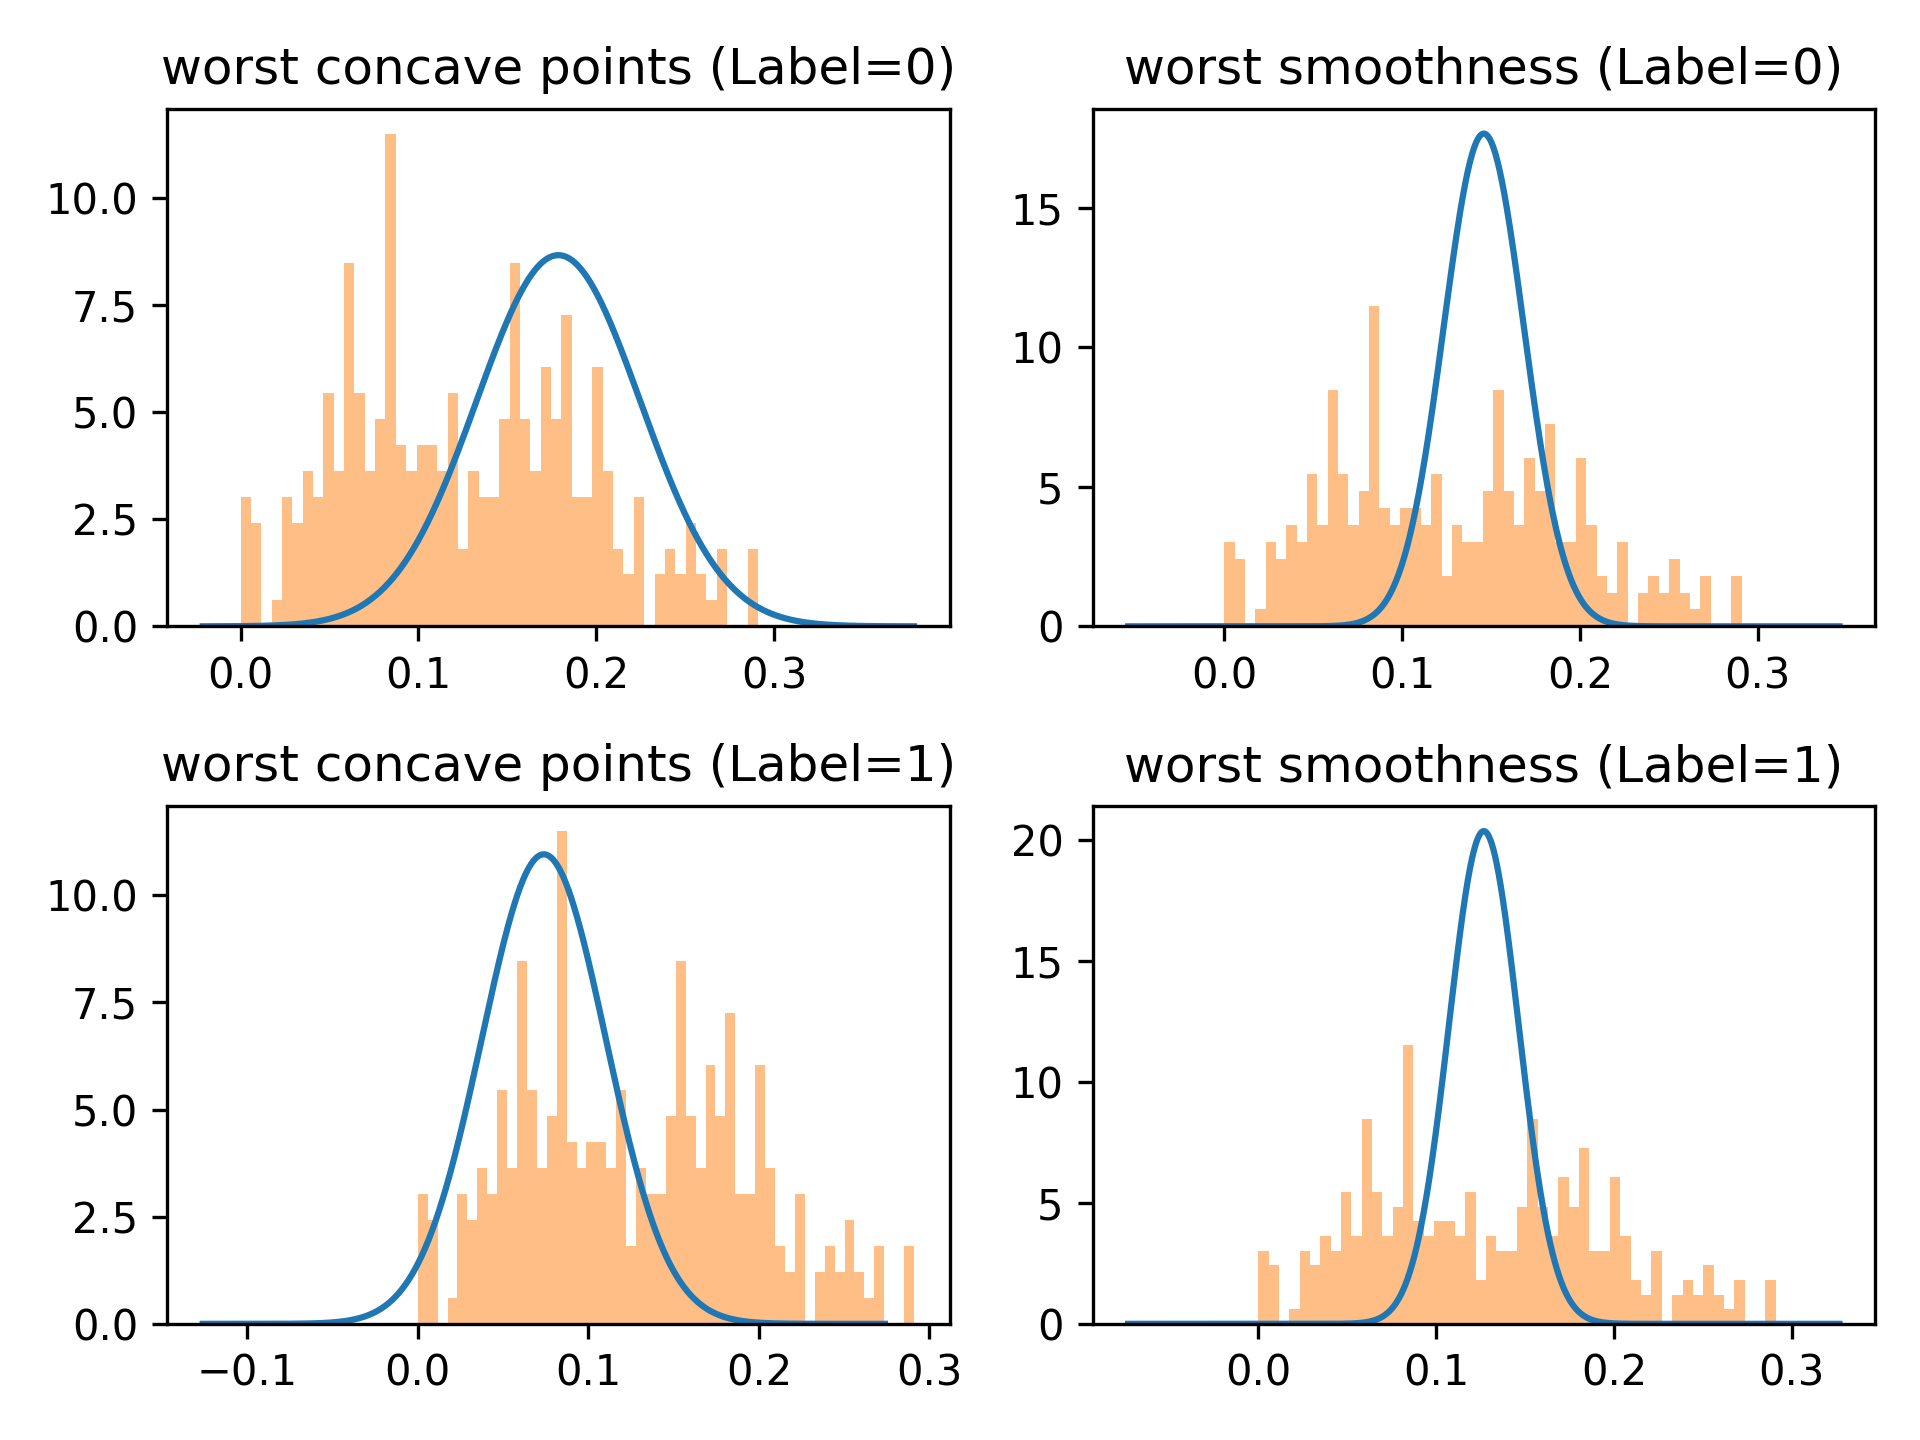 worst concave points (Label=0)
10.0
7.5
5.0
2.5
0.0
0.0 0.1 0.2 0.3
worst smoothness (Label=0)
15
10
5
0
0.0 0.1 0.2 0.3
worst concave points (Label=1)
10.0
7.5
5.0
2.5
0.0
−0.1 0.0 0.1 0.2 0.3
worst smoothness (Label=1)
20
15
10
5
0
0.0 0.1 0.2 0.3